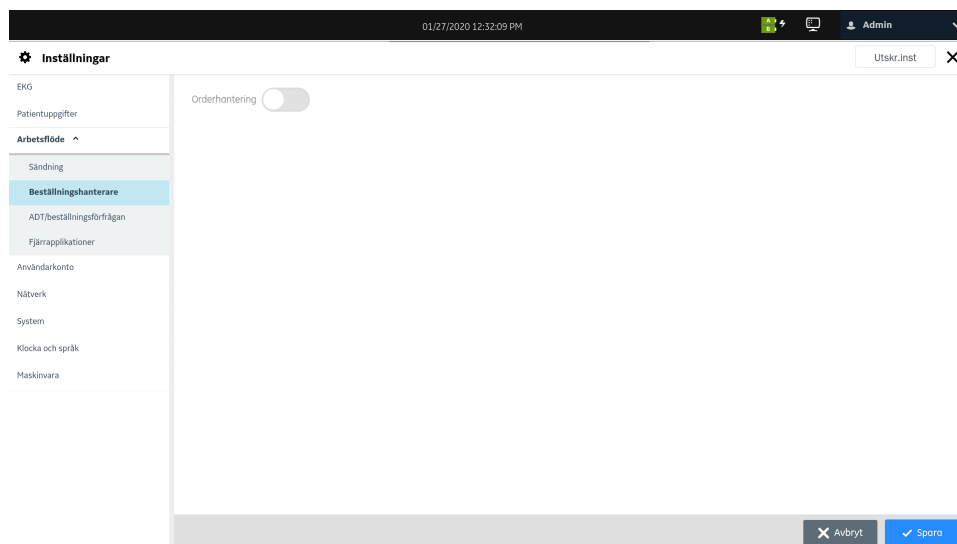 01/27/2020 12:32:09 PM
A
B
Admin
Inställningar
Utskr.inst
EKG
Orderhantering
Patientuppgifter
Arbetsflöde
Sändning
Beställningshanterare
ADT/beställningsförfrågan
Fjärrapplikationer
Användarkonto
Nätverk
System
Klocka och språk
Maskinvara
Avbryt
Spara